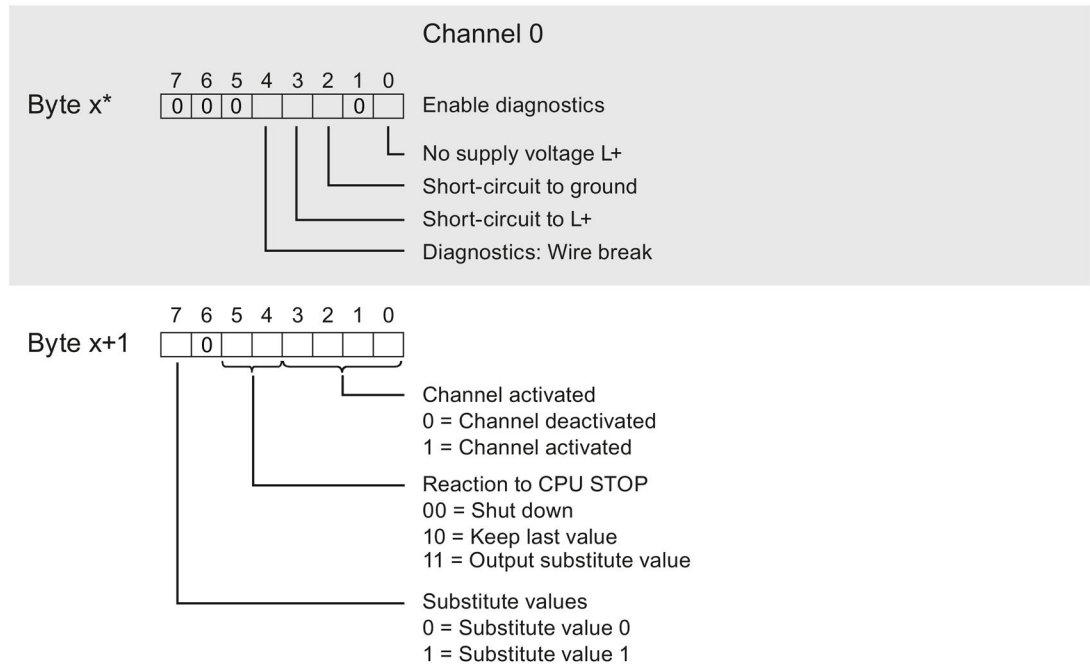 Channel 0
7 6 5 4 3 2 1 0
Byte x* 0 0 0 0 Enable diagnostics
No supply voltage L+
Short-circuit to ground
Short-circuit to L+
Diagnostics: Wire break
7 6 5 4 3 2 1 0
Byte x+1 0
Channel activated
0 = Channel deactivated
1 = Channel activated
Reaction to CPU STOP
00 = Shut down
10 = Keep last value
11 = Output substitute value
Substitute values
0 = Substitute value 0
1 = Substitute value 1